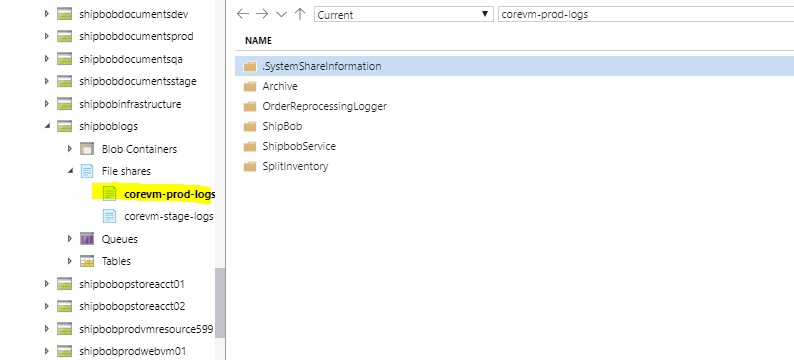 shipbobdocumentsdev
shipbobdocumentsprod
shipbobdocumentsqa
shipbobdocumentsstage
shipbobinfrastructure
shipboblogs
Blob Containers
File shares
corevm-prod-logs
corevm-stage-logs
Queues
Tables
shipbobopstoreacct01
shipbobopstoreacct02
shipbobprodvmresource599
shipbobprodwebvm01
Current
corevm-prod-logs
NAME
.SystemShareInformation
Archive
OrderReprocessingLogger
ShipBob
ShipbobService
SplitInventory